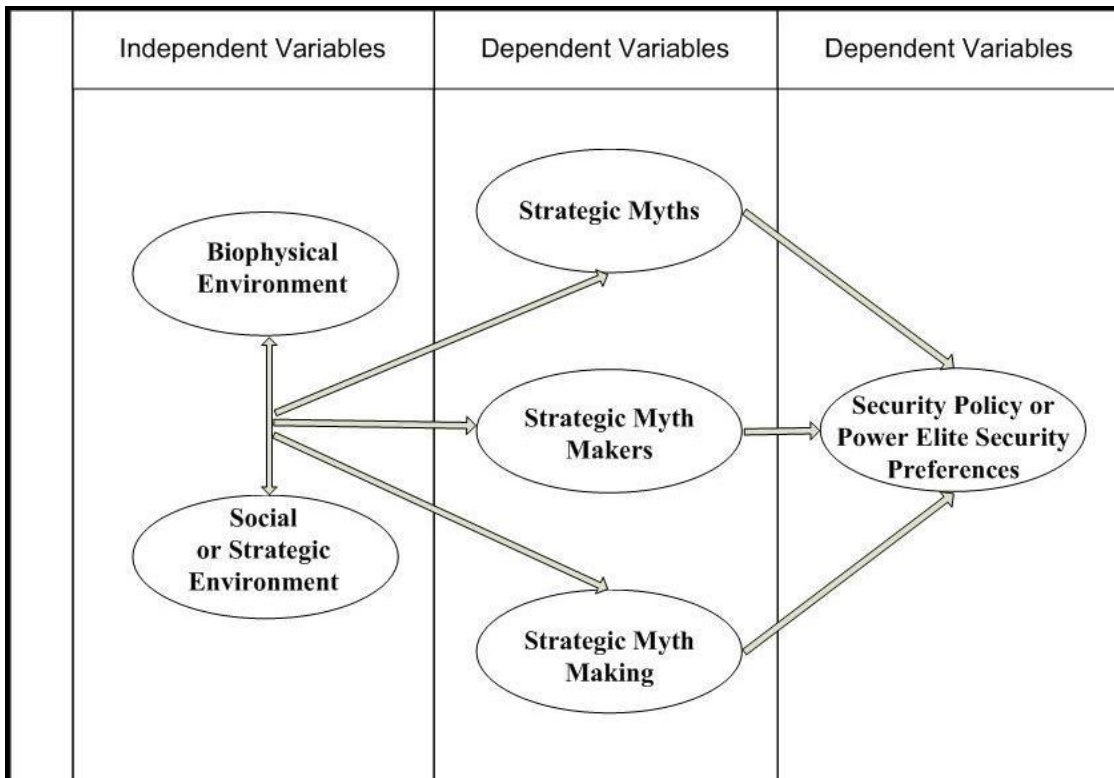 Independent Variables
Dependent Variables
Dependent Variables
Biophysical
Environment
Social
or Strategic
Environment
Strategic Myths
Strategic Myth
Makers
Strategic Myth
Making
Security Policy or
Power Elite Security
Preferences